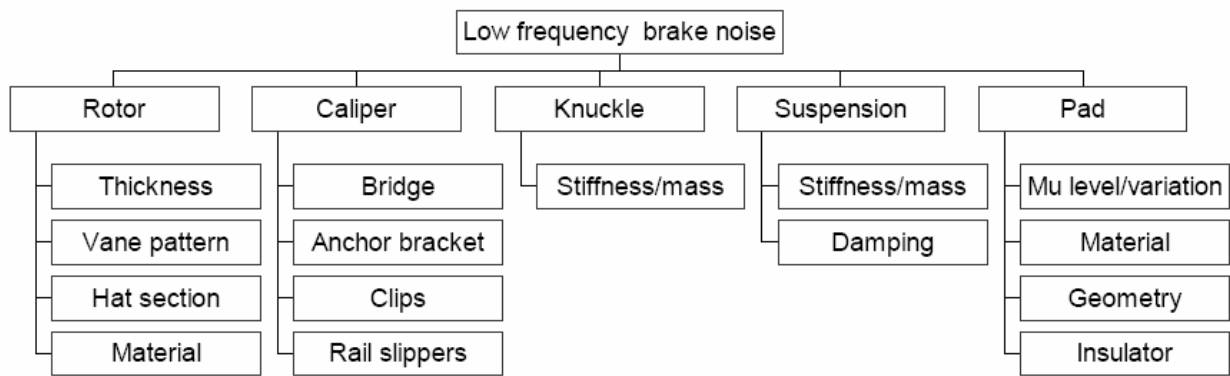 Low frequency brake noise
Rotor
Caliper
Knuckle
Suspension
Pad
Thickness
Bridge
Stiffness/mass
Stiffness/mass
Mu level/variation
Vane pattern
Anchor bracket
Damping
Material
Hat section
Clips
Geometry
Material
Rail slippers
Insulator